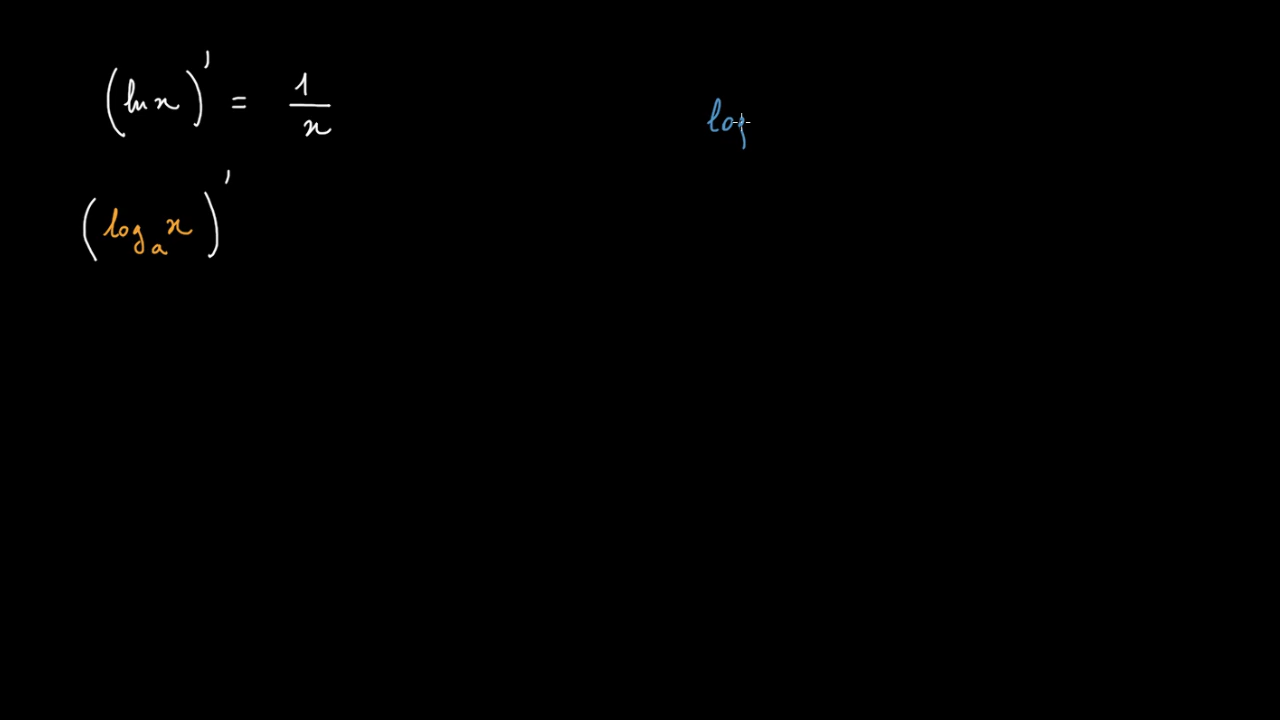 (ln x)' = 1/x
log
(log_a x)'